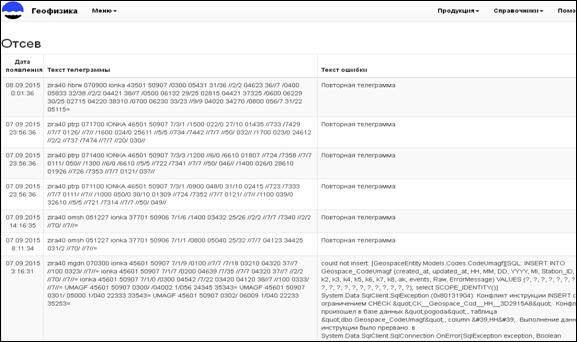 Геофизика Меню Продукция Справочники Помо
Отсев
Дата появления Текст телеграммы Текст ошибки
08.09.2015 0:01:36
zira40 hbrw 070900 ionka 43501 50907 /0300 05431 31/36 //2/2 04623 36//7 /0400
05833 32/38 //2/2 04421 38//7 /0500 06132 29/25 02815 04421 37325 /0600 06229
30/25 02715 04220 38310 /0700 06230 33/23 //9/9 04020 34270 /0800 056/7 31/22
05115=
Повторная телеграмма
07.09.2015 23:56:36
zira40 ptrp 071700 IONKA 46501 50907 7/3/1 /1500 022/0 27/10 01435 //733 /7429
//7/7 0126/ //7// /1600 024/0 25611 //5/5 //734 /7442 //7/7 //50/ 032// /1700 023/0 24612
//2/2 //737 /7474 //7/7 //20/ 030//
Повторная телеграмма
07.09.2015 23:56:36
zira40 ptrp 071400 IONKA 46501 50907 7/3/3 /1200 //6/0 /6610 01807 //724 /7358 //7/7
0111/ 050// /1300 //6/0 /6610 //5/5 //722 /7341 //7/7 //50/ 046// /1400 026/0 28610
01926 //726 /7353 //7/7 0121/ 037//
Повторная телеграмма
07.09.2015 23:56:36
zira40 ptrp 071100 IONKA 46501 50907 7/3/1 /0900 048/0 31/10 02415 //723 /7333
//7/7 0111/ //7// /1000 050/0 30/10 01309 //724 /7352 //7/7 0121/ //7// /1100 039/0
32610 //5/5 //721 /7314 //7/7 //50/ 049//
Повторная телеграмма
07.09.2015 14:16:35
zira40 omsh 051227 ionka 37701 50906 7/1/6 /1400 03432 25/26 //2/2 //7/7 /7340 //2/2
//70/ //7//=
Повторная телеграмма
07.09.2015 8:11:34
zira40 omsh 051227 ionka 37701 50906 7/1/1 /0800 05040 25/32 //7/7 04123 34425
031/2 //70/ //7//=
Повторная телеграмма
07.09.2015 3:16:31
zira40 mgdn 070300 ionka 45601 50907 7/1/9 /0100 //7/7 /7/18 03210 04320 37//7
//100 0323/ //7//= ionka 45601 50907 7/1/7 /0200 04639 /7/35 //7/7 04320 37//7 //2/2
//70/ //7//= ionka 45601 50907 7/1/0 /0300 04542 /7/22 03420 04120 38//7 //100 0333/
//7//= UMAGF 45601 50907 0300/ /04002 1/056 24345 35343= UMAGF 45601 50907
0301/ 05000 1/040 22333 33543= UMAGF 45601 50907 0302/ 06009 1/040 22233
35253=
could not insert: [GeospaceEntity.Models.Codes.CodeUmagf][SQL: INSERT INTO
Geospace_CodeUmagf (created_at, updated_at, HH, MM, DD, YYYY, MI, Station_ID,
k2, k3, k4, k5, k6, k7, k8, ak, events, Raw, ErrorMessage) VALUES (?, ?, ?, ?, ?, ?,
?, ?, ?, ?, ?, ?, ?, ?, ?, ?, ?); select SCOPE_IDENTITY()]
System.Data.SqlClient.SqlException (0x80131904): Конфликт инструкции INSERT с
ограничением CHECK &quot;CK__Geospace_Cod__HH__3D2915A8&quot;. Конфл
произошел в базе данных &quot;pogoda&quot;, таблица
&quot;dbo.Geospace_CodeUmagf&quot;, column &#39;HH&#39;. Выполнение данн
инструкции было прервано. в
System.Data.SqlClient.SqlConnection.OnError(SqlException exception, Boolean